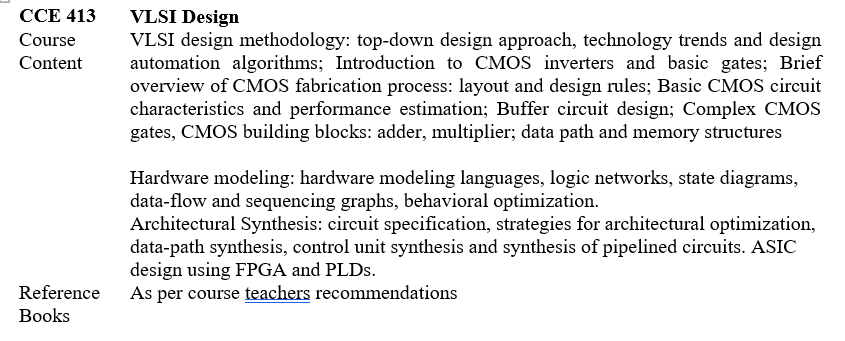 CCE 413 VLSI Design
Course VLSI design methodology: top-down design approach, technology trends and design
Content automation algorithms; Introduction to CMOS inverters and basic gates; Brief
overview of CMOS fabrication process: layout and design rules; Basic CMOS circuit
characteristics and performance estimation; Buffer circuit design; Complex CMOS
gates, CMOS building blocks: adder, multiplier; data path and memory structures
Hardware modeling: hardware modeling languages, logic networks, state diagrams,
data-flow and sequencing graphs, behavioral optimization.
Architectural Synthesis: circuit specification, strategies for architectural optimization,
data-path synthesis, control unit synthesis and synthesis of pipelined circuits. ASIC
design using FPGA and PLDs.
Reference As per course teachers recommendations
Books